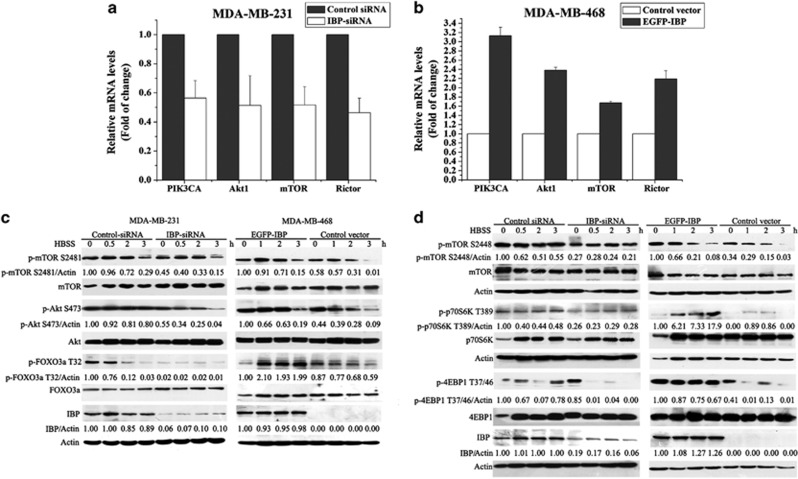 a
MDA-MB-231
Control siRNA
IBP-siRNA
Relative mRNA levels
(Fold of change)
1.0
0.8
0.6
0.4
0.2
0.0
PIK3CA Akt1 mTOR Rictor
b
MDA-MB-468
Control vector
EGFP-IBP
Relative mRNA levels
(Fold of change)
3.6
3.2
2.8
2.4
2.0
1.8
1.6
1.4
1.2
1.0
0.8
0.6
0.4
0.2
0.0
PIK3CA Akt1 mTOR Rictor
c
MDA-MB-231 MDA-MB-468
Control-siRNA IBP-siRNA EGFP-IBP Control vector
HBSS 0 0.5 2 3 0 0.5 2 3 0 1 2 3 0 1 2 3 h
p-mTOR S2481
p-mTOR S2481/Actin 1.00 0.96 0.72 0.29 0.45 0.40 0.33 0.15 1.00 0.91 0.71 0.15 0.58 0.57 0.31 0.01
mTOR
p-Akt S473
p-Akt S473/Actin 1.00 0.92 0.81 0.80 0.55 0.34 0.25 0.04 1.00 0.66 0.63 0.19 0.44 0.39 0.28 0.09
Akt
p-FOXO3a T32
p-FOXO3a T32/Actin 1.00 0.76 0.12 0.03 0.02 0.02 0.02 0.01 1.00 2.10 1.93 1.99 0.87 0.77 0.68 0.59
FOXO3a
IBP
IBP/Actin 1.00 1.00 0.85 0.89 0.06 0.07 0.10 0.10 1.00 0.93 0.95 0.98 0.00 0.00 0.00 0.00
Actin
d
Control siRNA IBP-siRNA EGFP-IBP Control vector
HBSS 0 0.5 2 3 0 0.5 2 3 0 1 2 3 0 1 2 3 h
p-mTOR S2448
p-mTOR S2448/Actin 1.00 0.62 0.51 0.55 0.27 0.28 0.24 0.21 1.00 0.66 0.21 0.08 0.34 0.29 0.15 0.03
mTOR
Actin
p-p70S6K T389
p-p70S6K T389/Actin 1.00 0.40 0.44 0.48 0.26 0.23 0.29 0.28 1.00 6.21 7.33 17.9 0.00 0.89 0.86 0.00
p70S6K
Actin
p-4EBP1 T37/46
p-4EBP1 T37/46/Actin 1.00 0.67 0.07 0.78 0.85 0.01 0.04 0.00 1.00 0.87 0.75 0.67 0.41 0.01 0.13 0.01
4EBP1
IBP
IBP/Actin 1.00 1.01 1.00 1.00 0.19 0.17 0.16 0.06 1.00 1.08 1.27 1.26 0.00 0.00 0.00 0.00
Actin